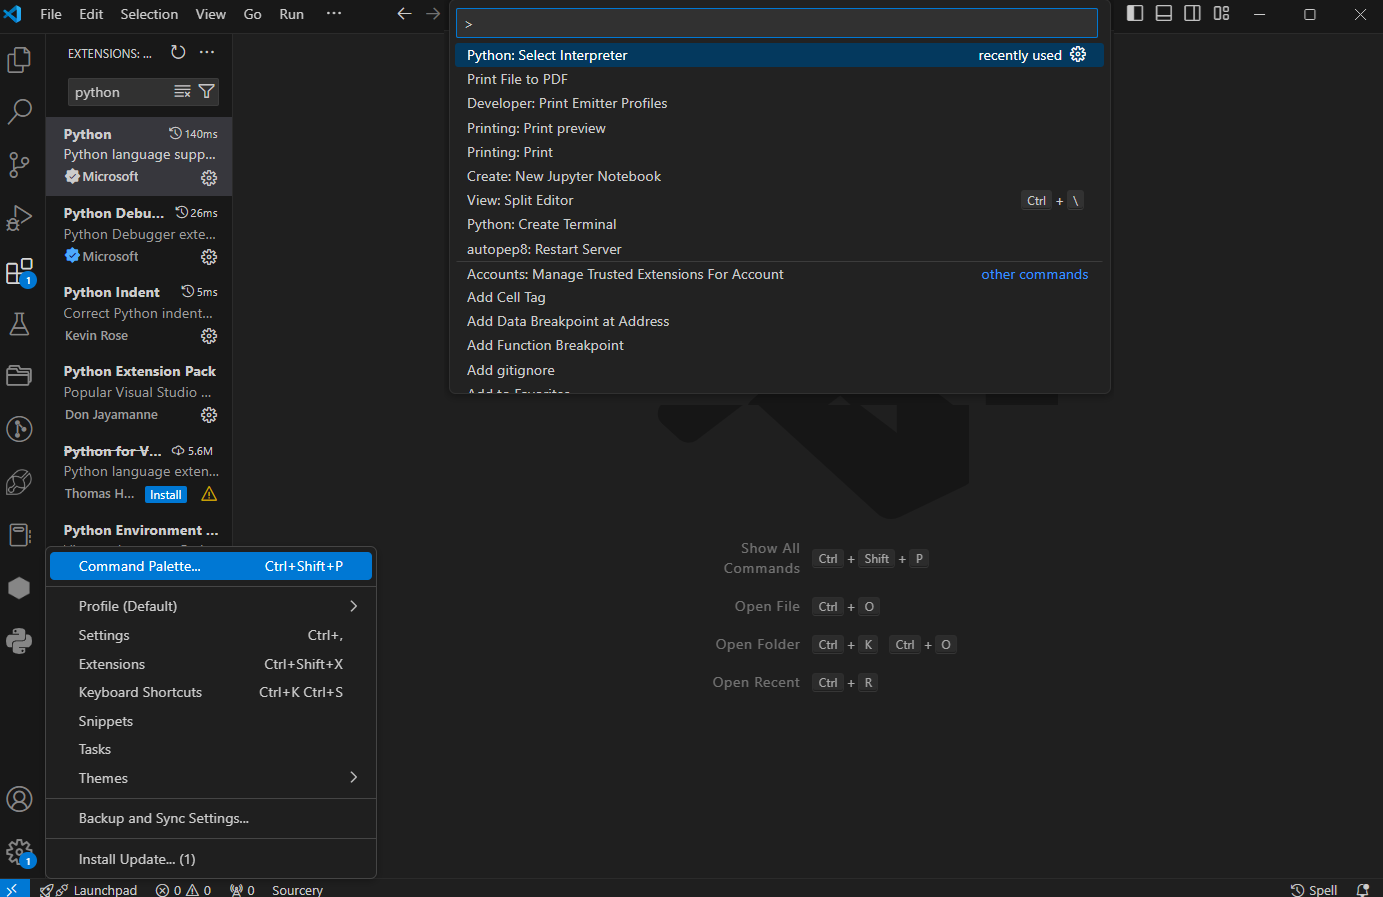 File Edit Selection View Go Run ···
>
Python: Select Interpreter recently used
Print File to PDF
Developer: Print Emitter Profiles
Printing: Print preview
Printing: Print
Create: New Jupyter Notebook
View: Split Editor Ctrl + \
Python: Create Terminal
autopep8: Restart Server
Accounts: Manage Trusted Extensions For Account other commands
Add Cell Tag
Add Data Breakpoint at Address
Add Function Breakpoint
Add gitignore
Add to Favorites
EXTENSIONS: ...
python
Python 140ms
Python language supp...
Microsoft
Python Debu... 26ms
Python Debugger exte...
Microsoft
Python Indent 5ms
Correct Python indent...
Kevin Rose
Python Extension Pack
Popular Visual Studio ...
Don Jayamanne
Python for V... 5.6M
Python language exten...
Thomas H... Install
Python Environment ...
1
Command Palette... Ctrl+Shift+P
Profile (Default)
Settings Ctrl+,
Extensions Ctrl+Shift+X
Keyboard Shortcuts Ctrl+K Ctrl+S
Snippets
Tasks
Themes
Backup and Sync Settings...
Install Update... (1)
1
Show All
Commands Ctrl + Shift + P
Open File Ctrl + O
Open Folder Ctrl + K Ctrl + O
Open Recent Ctrl + R
Launchpad 0 0 0 Sourcery Spell